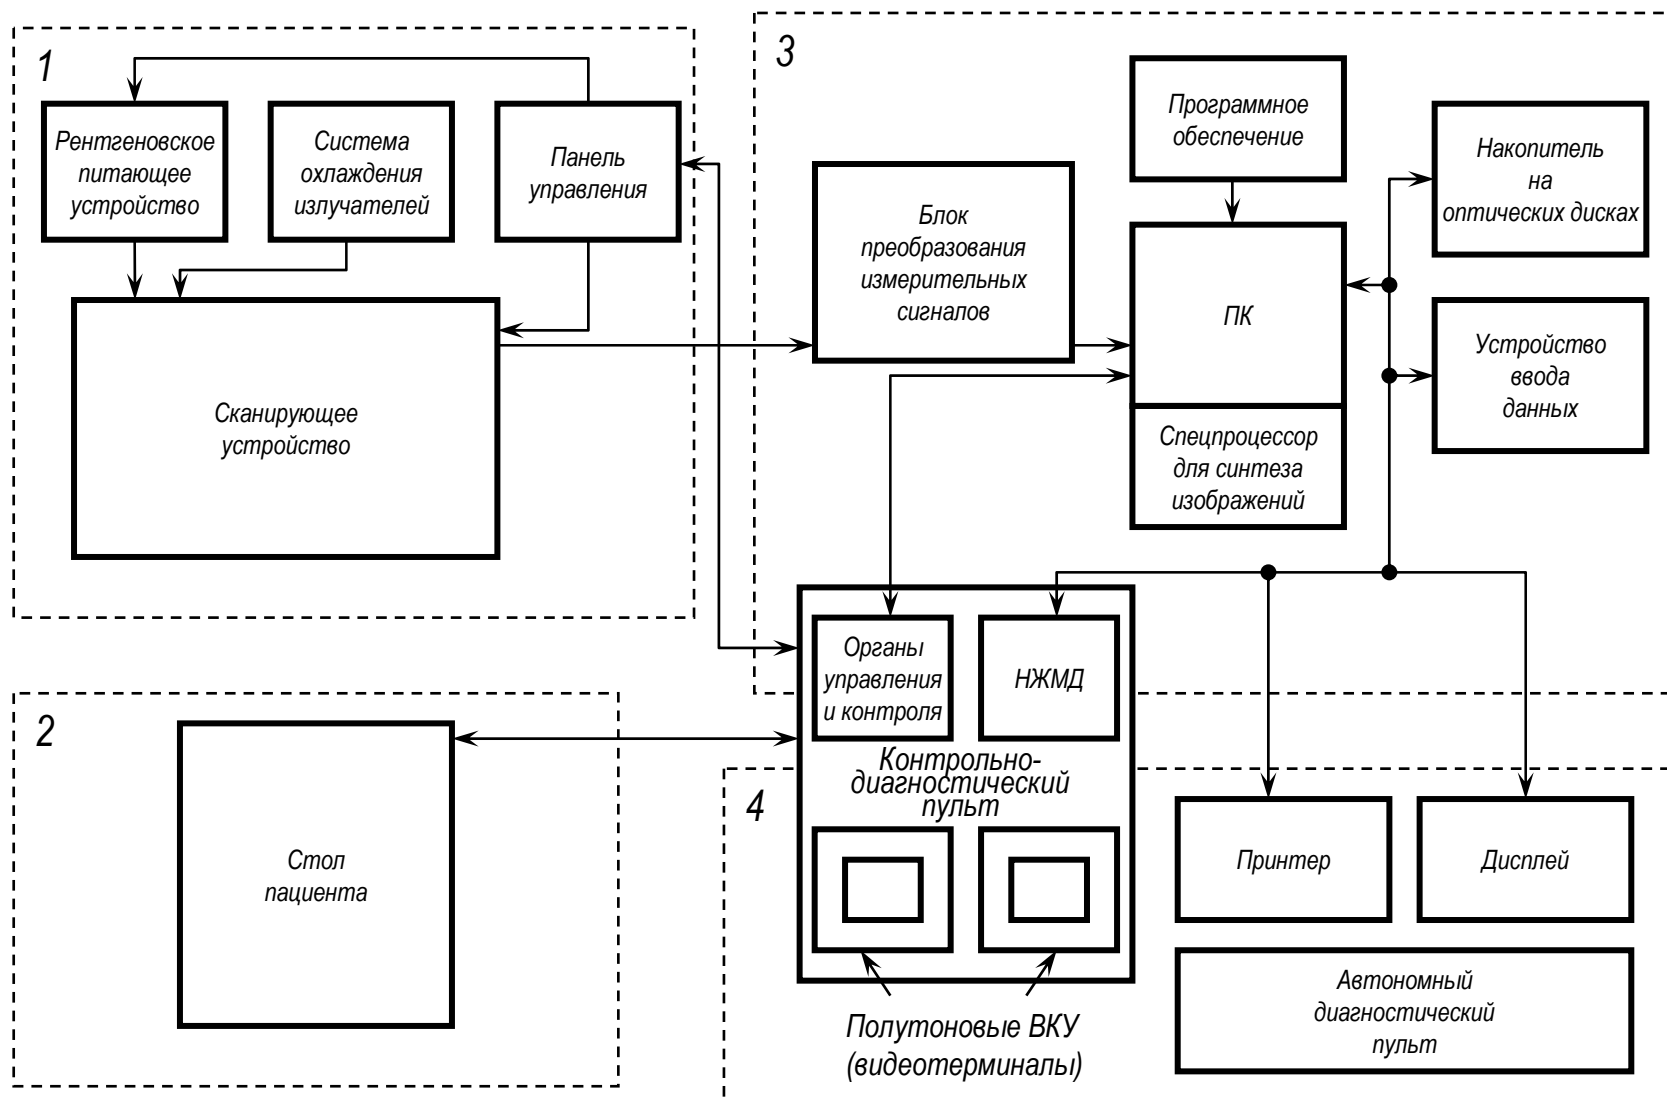 1
Рентгеновское
питающее
устройство
Система
охлаждения
излучателей
Панель
управления
Сканирующее
устройство
3
Программное
обеспечение
Накопитель
на
оптических дисках
Блок
преобразования
измерительных
сигналов
ПК
Устройство
ввода
данных
Спецпроцессор
для синтеза
изображений
Органы
управления
и контроля
НЖМД
2
Стол
пациента
Контрольно-
диагностический
пульт
4
Принтер
Дисплей
Полутоновые ВКУ
(видеотерминалы)
Автономный
диагностический
пульт